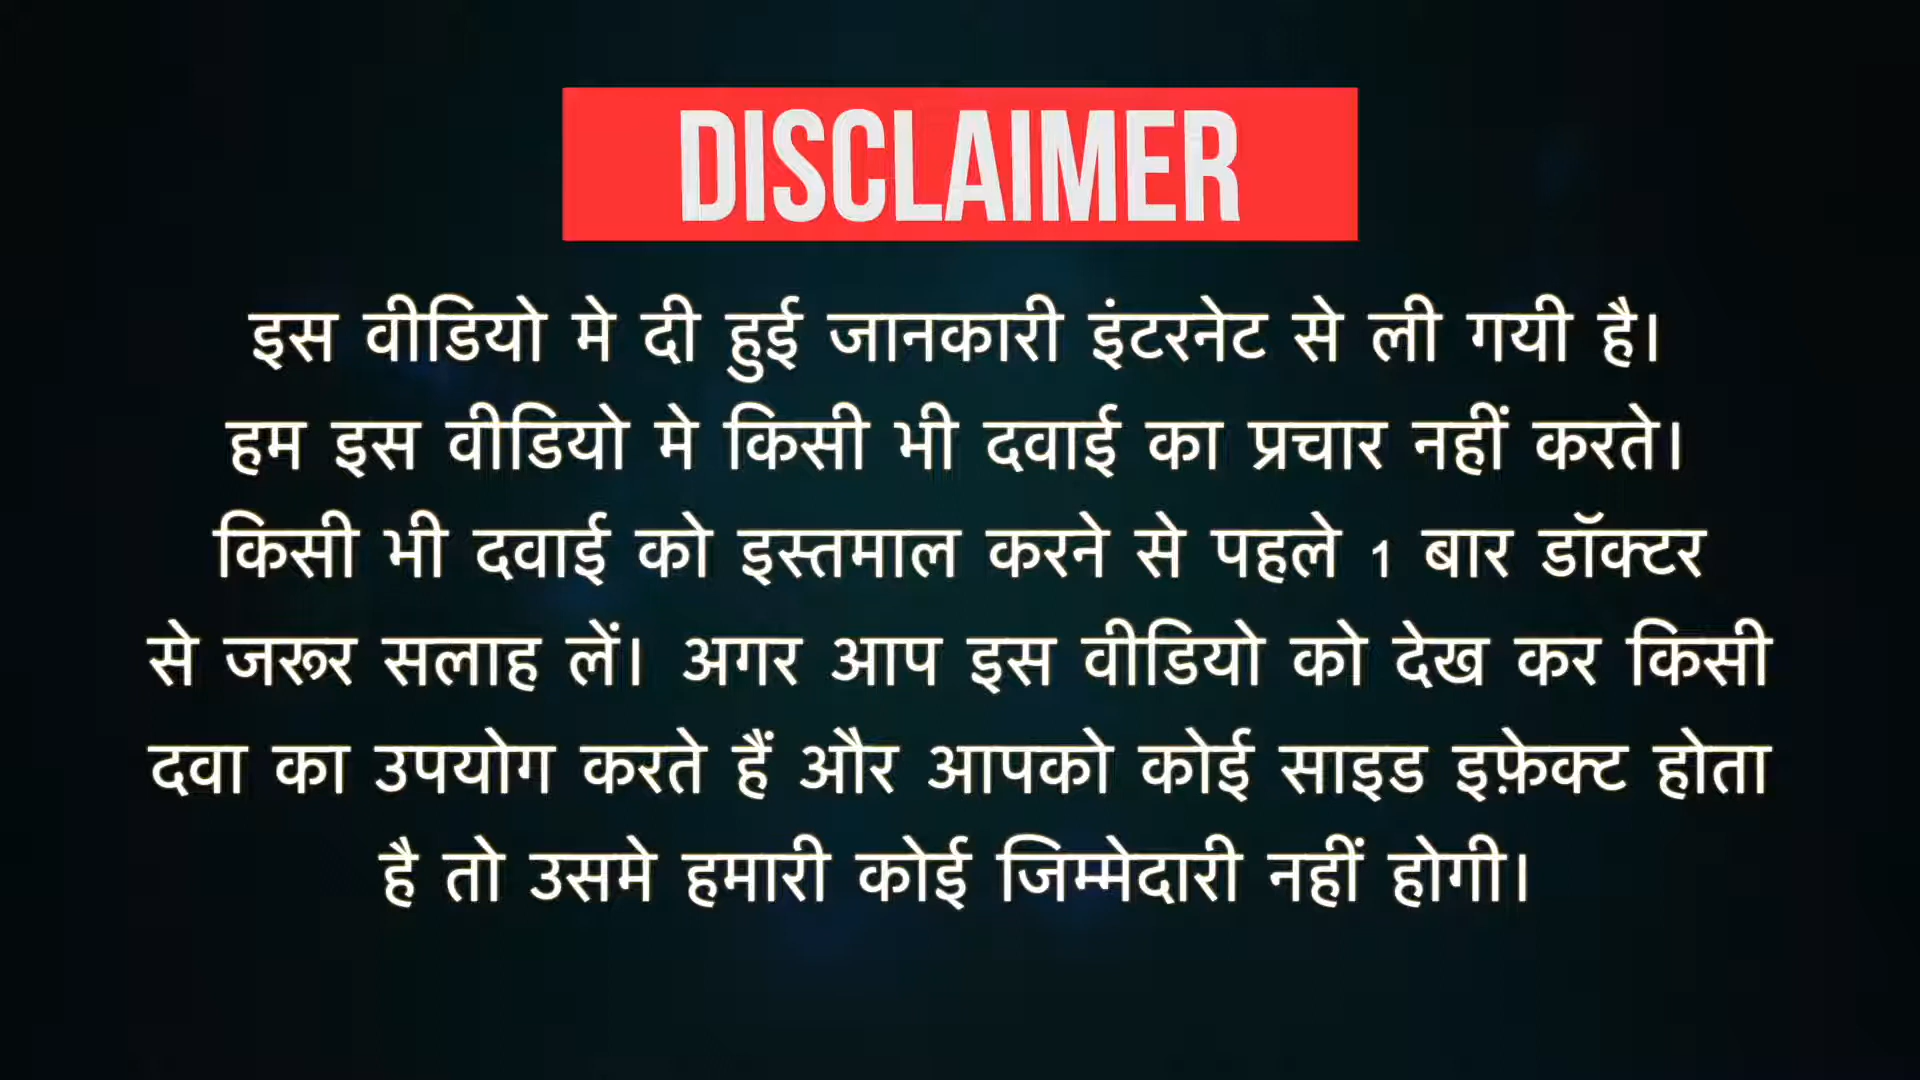 DISCLAIMER
इस वीडियो मे दी हुई जानकारी इंटरनेट से ली गयी है।
हम इस वीडियो मे किसी भी दवाई का प्रचार नहीं करते।
किसी भी दवाई को इस्तमाल करने से पहले 1 बार डॉक्टर
से जरूर सलाह लें। अगर आप इस वीडियो को देख कर किसी
दवा का उपयोग करते हैं और आपको कोई साइड इफ़ेक्ट होता
है तो उसमे हमारी कोई जिम्मेदारी नहीं होगी।